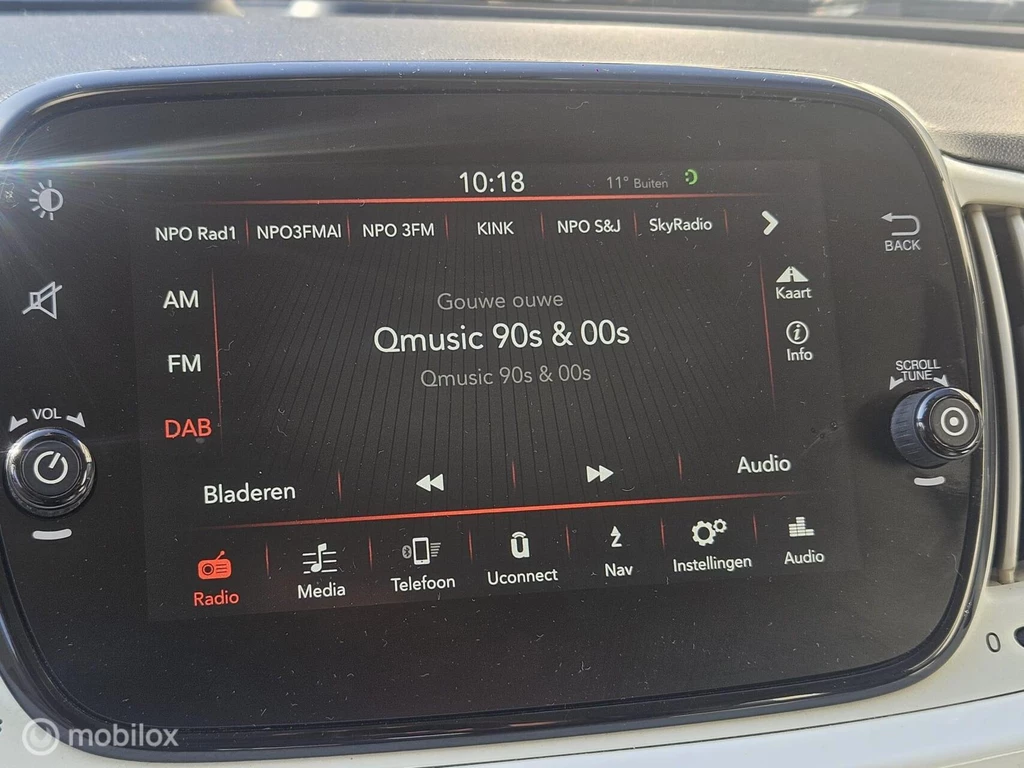 10:18 11° Buiten
NPO Rad1 NPO3FMAl NPO 3FM KINK NPO S&J SkyRadio
BACK
AM
Gouwe ouwe
Kaart
Qmusic 90s & 00s
FM
Info
Qmusic 90s & 00s
SCROLL
TUNE
VOL
DAB
Bladeren
Audio
Radio Media Telefoon Uconnect Nav Instellingen Audio
0
mobilox